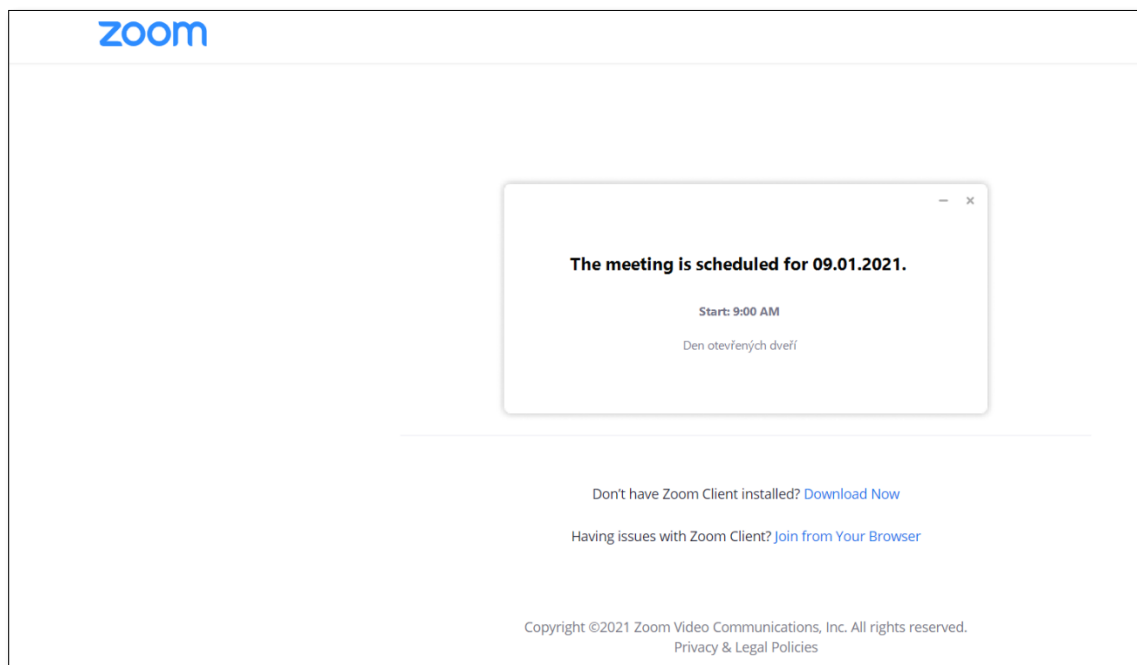 zoom
The meeting is scheduled for 09.01.2021.
Start: 9:00 AM
Den otevřených dveří
Don't have Zoom Client installed? Download Now
Having issues with Zoom Client? Join from Your Browser
Copyright ©2021 Zoom Video Communications, Inc. All rights reserved.
Privacy & Legal Policies